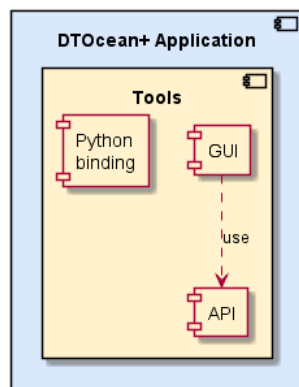 DTOcean+ Application
Tools
Python
binding
GUI
use
API